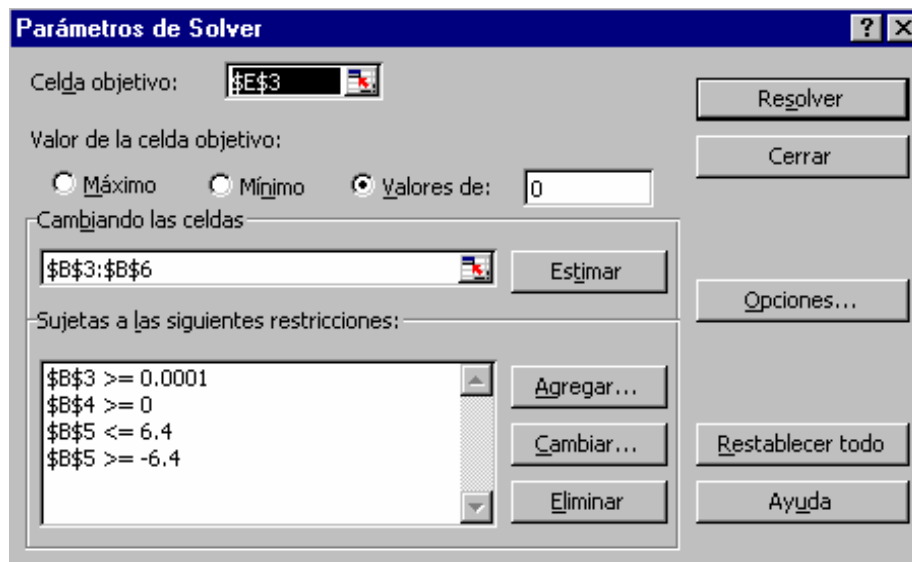 Parámetros de Solver
Celda objetivo: $E$3
Resolver
Valor de la celda objetivo:
Cerrar
Máximo Mínimo Valores de: 0
Cambiando las celdas
$B$3:$B$6 Estimar
Opciones...
Sujetas a las siguientes restricciones:
$B$3 >= 0.0001
$B$4 >= 0
$B$5 <= 6.4
$B$5 >= -6.4
Agregar...
Cambiar... Restablecer todo
Eliminar Ayuda